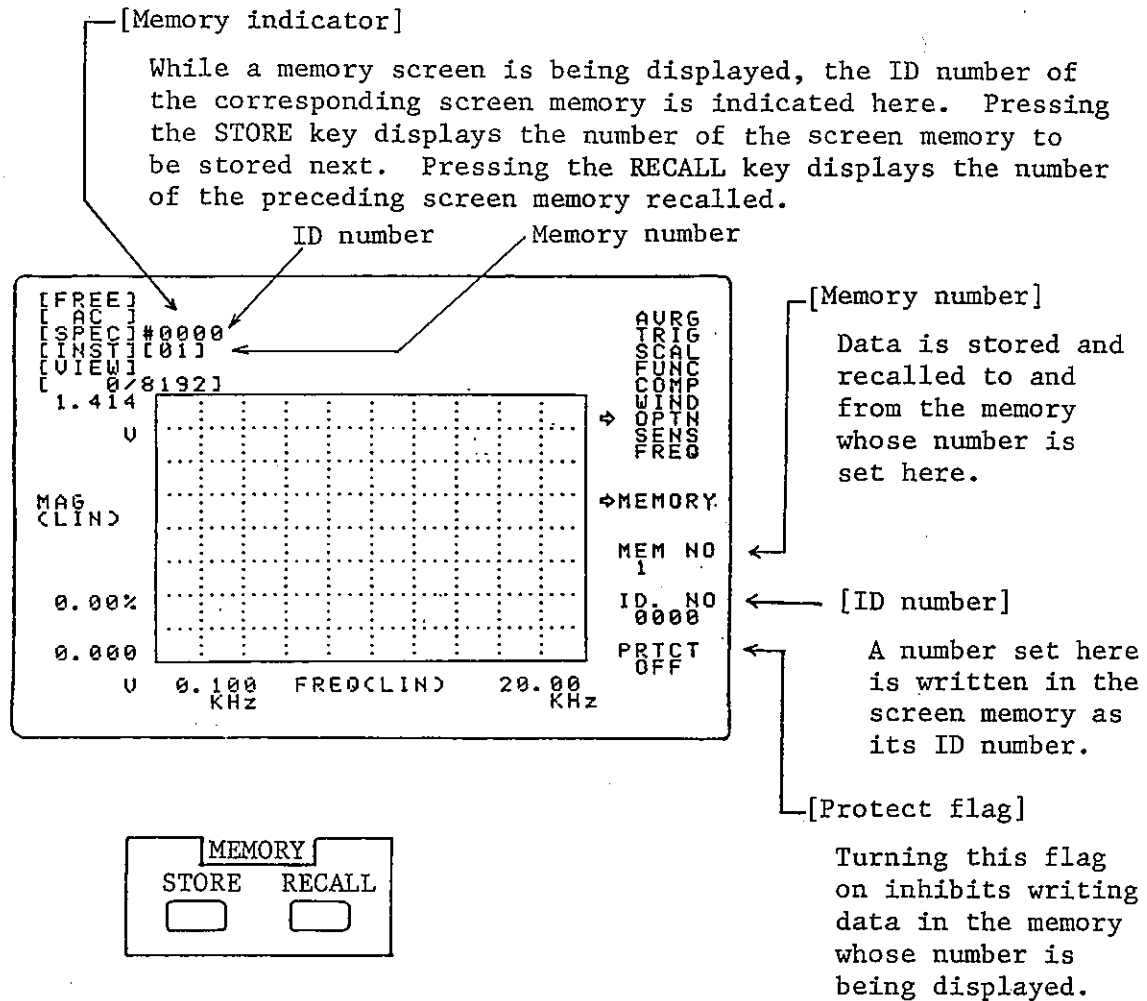 [Memory indicator]
While a memory screen is being displayed, the ID number of
the corresponding screen memory is indicated here. Pressing
the STORE key displays the number of the screen memory to
be stored next. Pressing the RECALL key displays the number
of the preceding screen memory recalled.
ID number
Memory number
[FREE]
[ AC ]
[SPEC]#0000
[INST][01]
[VIEW]
[ 0/8192]
1.414
V
MAG
(LIN)
0.00%
0.000
V
0.100
KHz
FREQ(LIN)
20.00
KHz
AVRG
TRIG
SCAL
FUNC
COMP
WIND
⇨ OPTN
SENS
FREQ
⇨MEMORY
MEM NO
1
ID. NO
0000
PRTCT
OFF
[Memory number]
Data is stored and
recalled to and
from the memory
whose number is
set here.
[ID number]
A number set here
is written in the
screen memory as
its ID number.
[Protect flag]
Turning this flag
on inhibits writing
data in the memory
whose number is
being displayed.
MEMORY
STORE RECALL